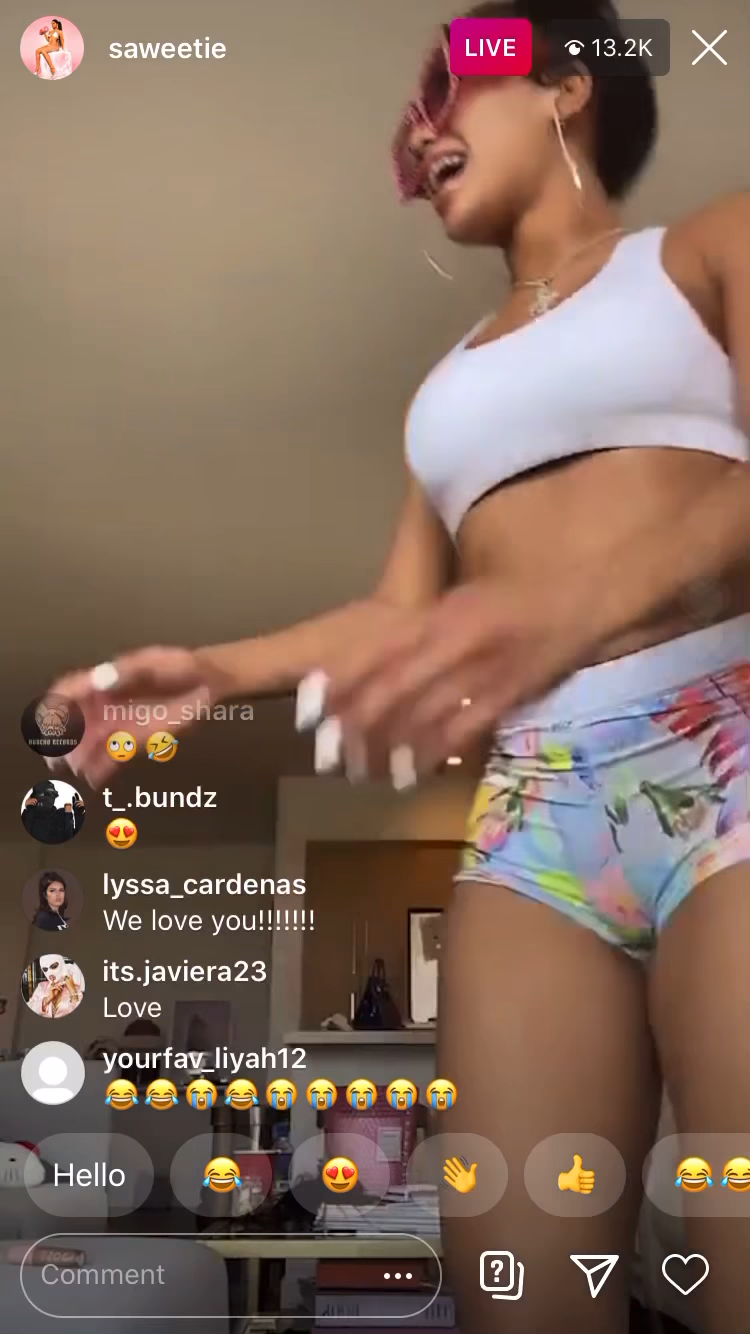 saweetie
LIVE
13.2K
migo_shara
🙄🤣
t_.bundz
😍
lyssa_cardenas
We love you!!!!!!!
its.javiera23
Love
yourfav_liyah12
😂😂😭😂😭😭😭😭😭
Hello 😂 😍 👋 👍 😂😂
Comment